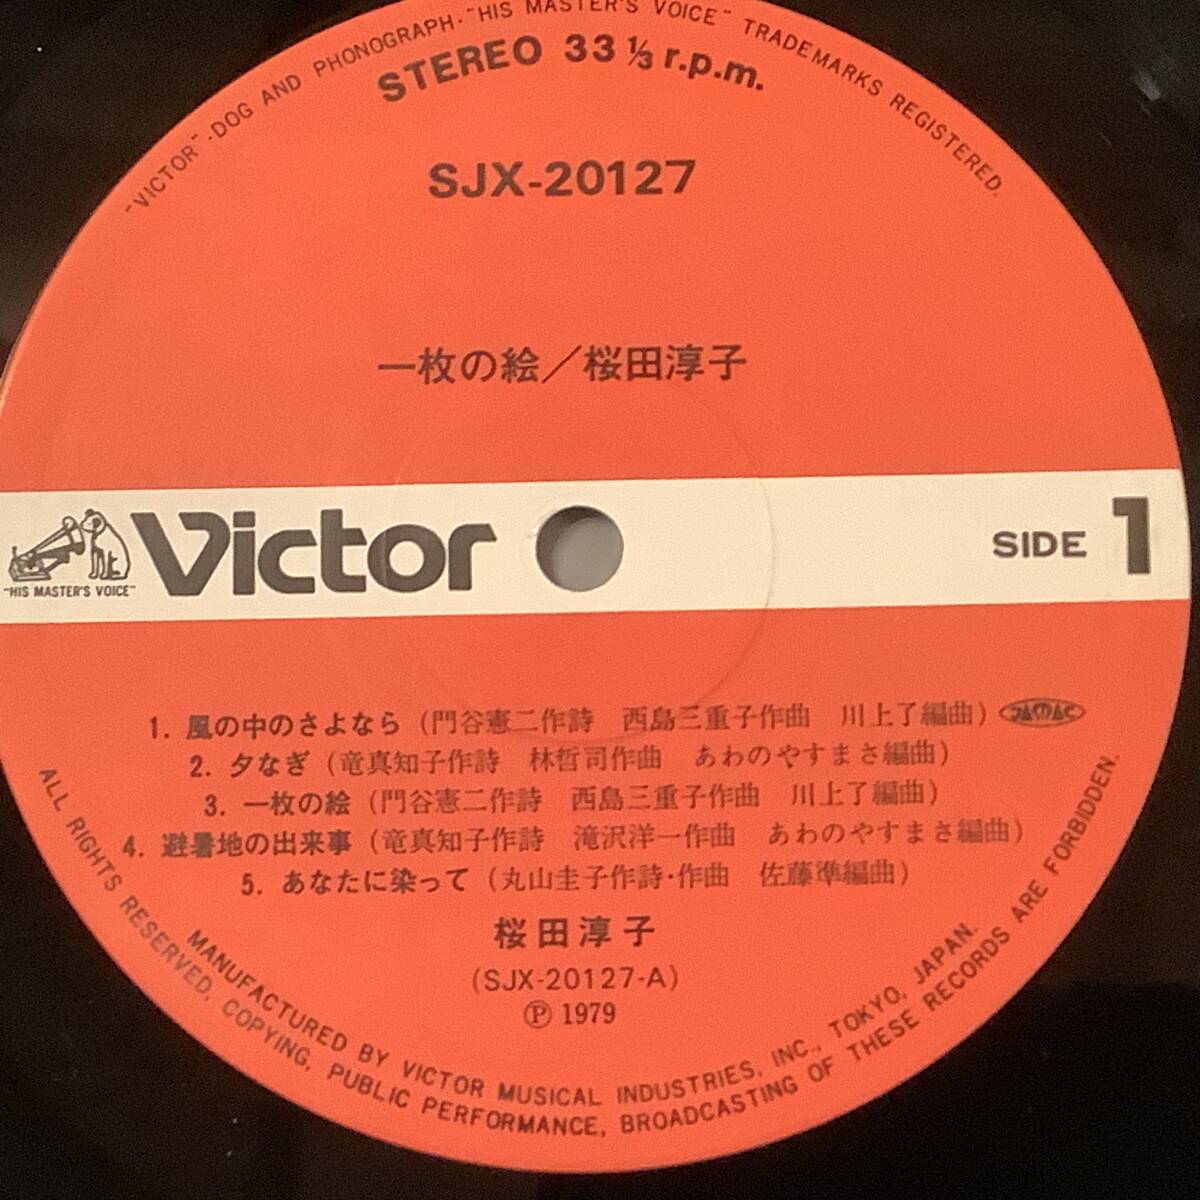 "VICTOR"・DOG AND PHONOGRAPH・"HIS MASTER'S VOICE" TRADEMARKS REGISTERED.
STEREO 33 ⅓ r.p.m.
SJX-20127
一枚の絵／桜田淳子
Victor
"HIS MASTER'S VOICE"
SIDE 1
1. 風の中のさよなら (門谷憲二作詩 西島三重子作曲 川上了編曲) JASRAC
2. 夕なぎ (竜真知子作詩 林哲司作曲 あわのやすまさ編曲)
3. 一枚の絵 (門谷憲二作詩 西島三重子作曲 川上了編曲)
4. 避暑地の出来事 (竜真知子作詩 滝沢洋一作曲 あわのやすまさ編曲)
5. あなたに染って (丸山圭子作詩・作曲 佐藤準編曲)
桜田淳子
(SJX-20127-A)
Ⓟ 1979
MANUFACTURED BY VICTOR MUSICAL INDUSTRIES, INC., TOKYO, JAPAN.
ALL RIGHTS RESERVED, COPYING, PUBLIC PERFORMANCE, BROADCASTING OF THESE RECORDS ARE FORBIDDEN.